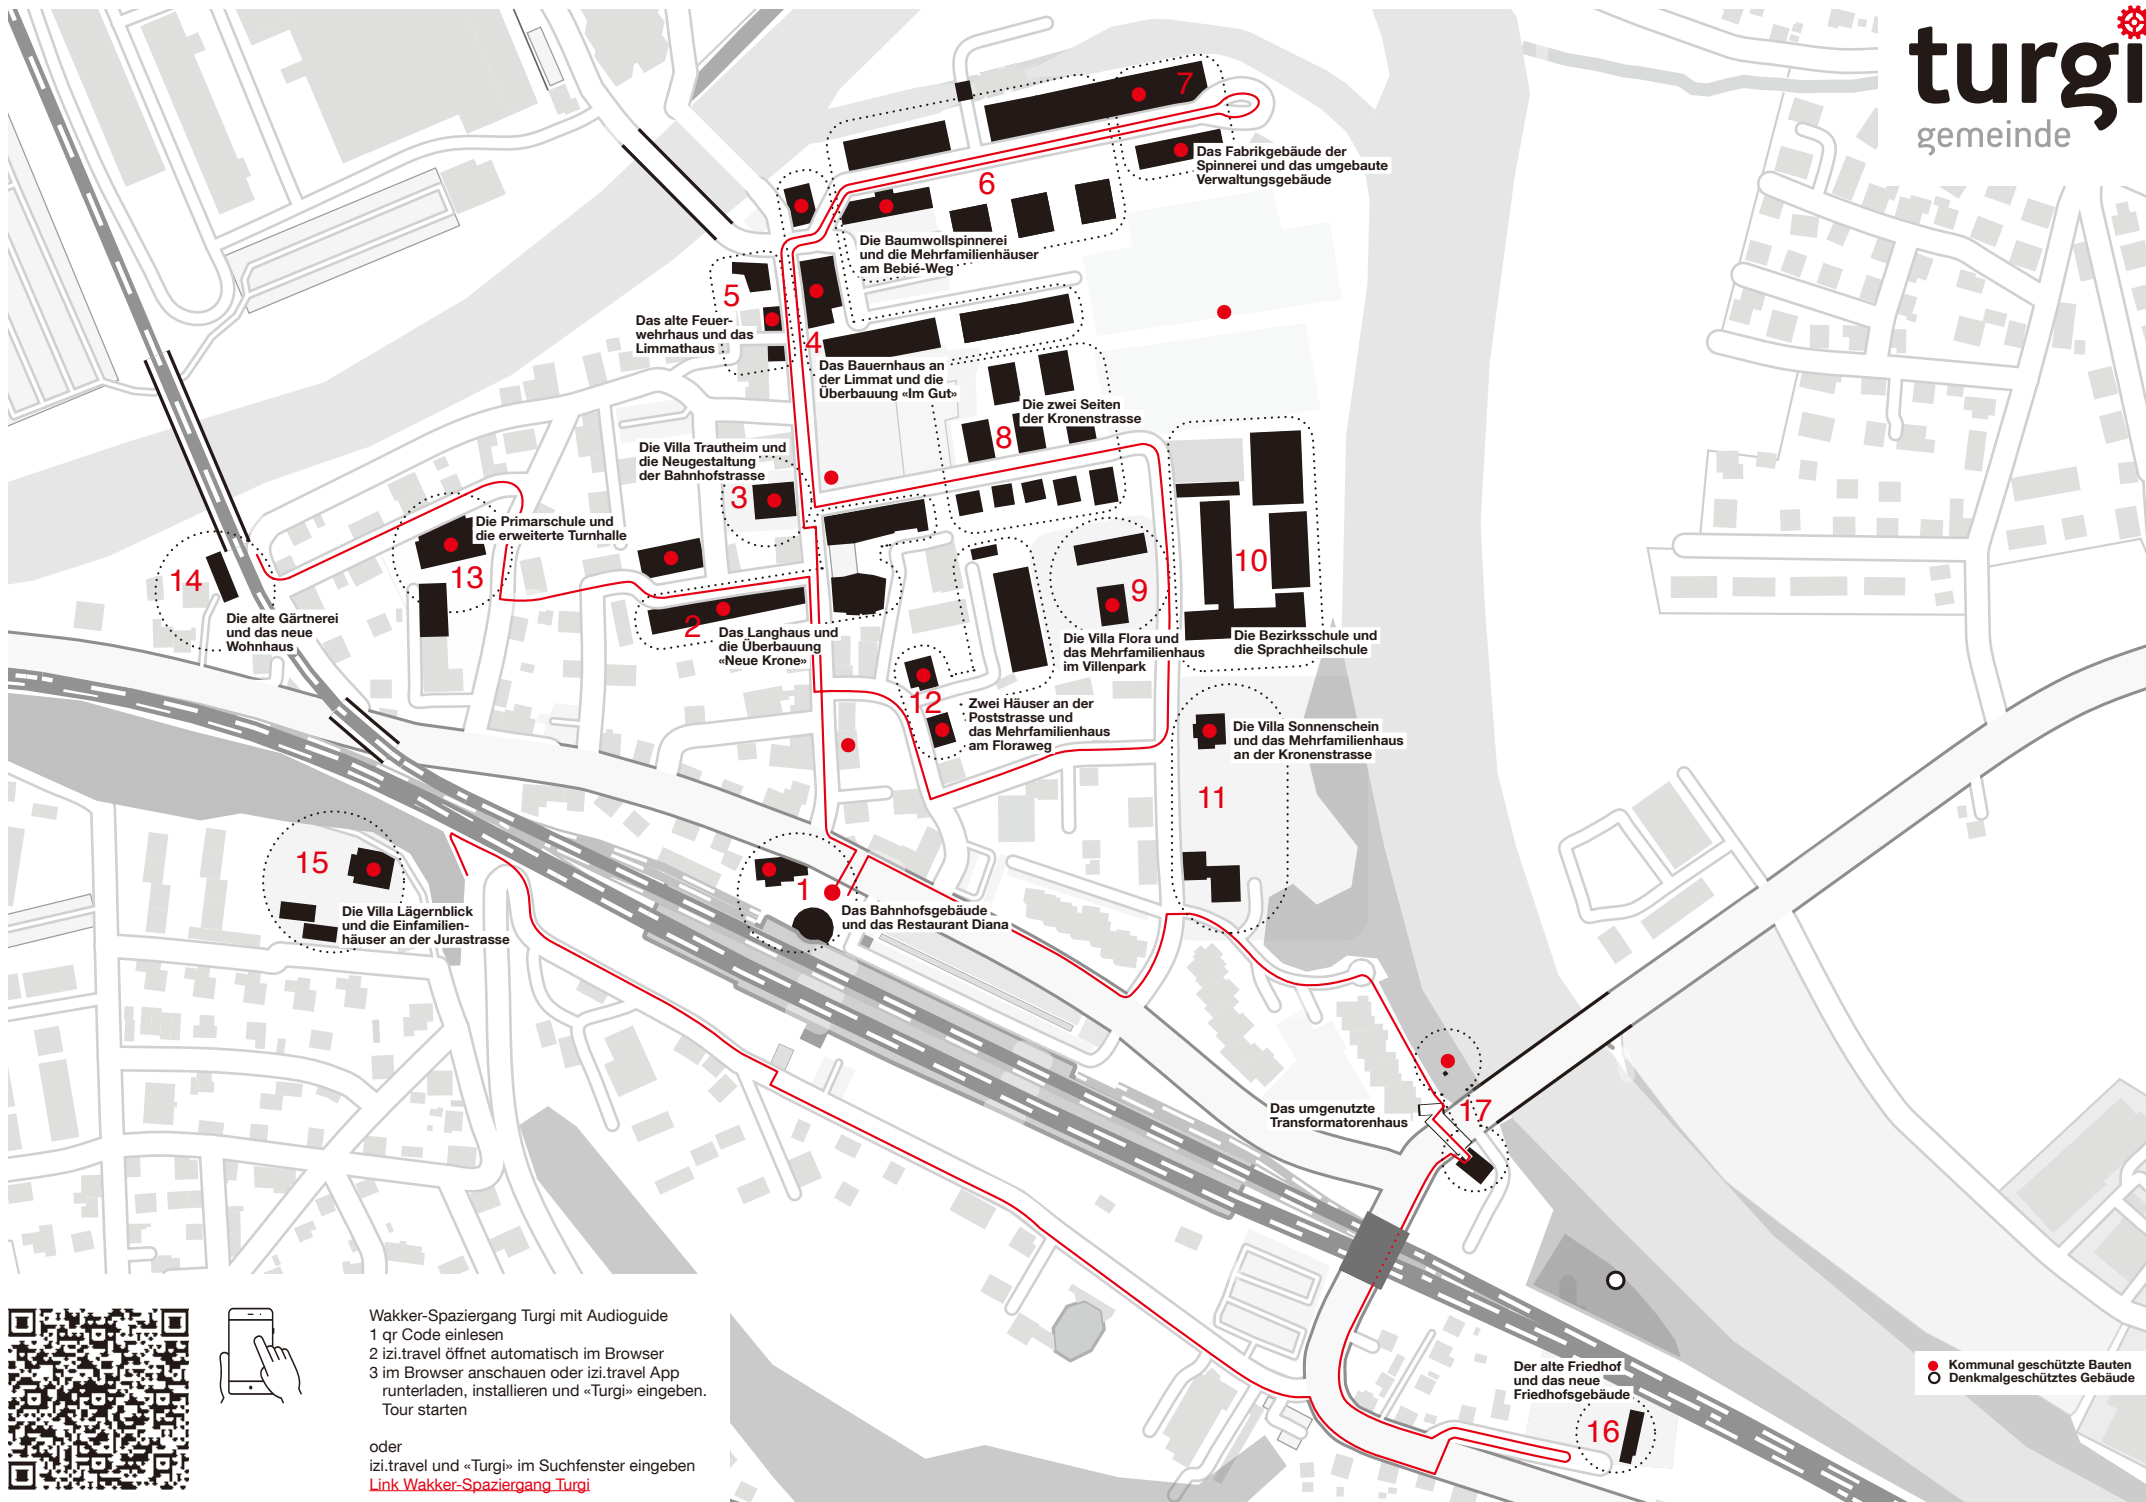 turgi
gemeinde
7
Das Fabrikgebäude der
Spinnerei und das umgebaute
Verwaltungsgebäude
6
Die Baumwollspinnerei
und die Mehrfamilienhäuser
am Bebié-Weg
5
Das alte Feuer-
wehrhaus und das
Limmathaus
4
Das Bauernhaus an
der Limmat und die
Überbauung «Im Gut»
Die zwei Seiten
der Kronenstrasse
8
Die Villa Trautheim und
die Neugestaltung
der Bahnhofstrasse
3
Die Primarschule und
die erweiterte Turnhalle
13
14
Die alte Gärtnerei
und das neue
Wohnhaus
2
Das Langhaus und
die Überbauung
«Neue Krone»
9
Die Villa Flora und
das Mehrfamilienhaus
im Villenpark
10
Die Bezirksschule und
die Sprachheilschule
12
Zwei Häuser an der
Poststrasse und
das Mehrfamilienhaus
am Floraweg
Die Villa Sonnenschein
und das Mehrfamilienhaus
an der Kronenstrasse
11
15
Die Villa Lägernblick
und die Einfamilien-
häuser an der Jurastrasse
1
Das Bahnhofsgebäude
und das Restaurant Diana
Das umgenutzte
Transformatorenhaus
17
Der alte Friedhof
und das neue
Friedhofsgebäude
16
Kommunal geschützte Bauten
Denkmalgeschütztes Gebäude
Wakker-Spaziergang Turgi mit Audioguide
1 qr Code einlesen
2 izi.travel öffnet automatisch im Browser
3 im Browser anschauen oder izi.travel App
runterladen, installieren und «Turgi» eingeben.
Tour starten
oder
izi.travel und «Turgi» im Suchfenster eingeben
Link Wakker-Spaziergang Turgi